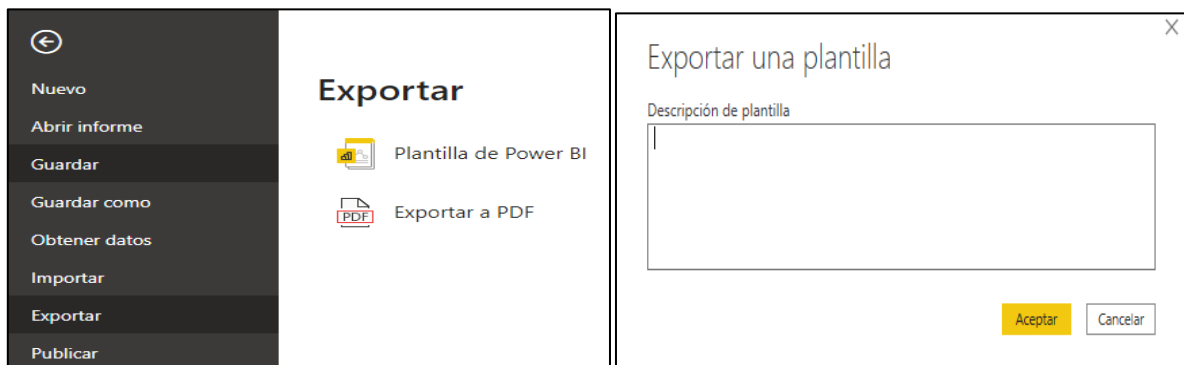 Nuevo
Abrir informe
Guardar
Guardar como
Obtener datos
Importar
Exportar
Publicar
Exportar
Plantilla de Power BI
PDF
Exportar a PDF
Exportar una plantilla
Descripción de plantilla
Aceptar
Cancelar